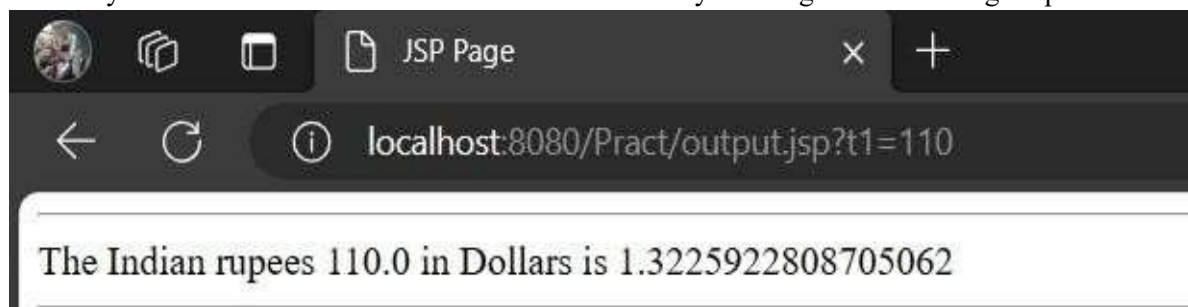 JSP Page
localhost:8080/Pract/output.jsp?t1=110
The Indian rupees 110.0 in Dollars is 1.3225922808705062